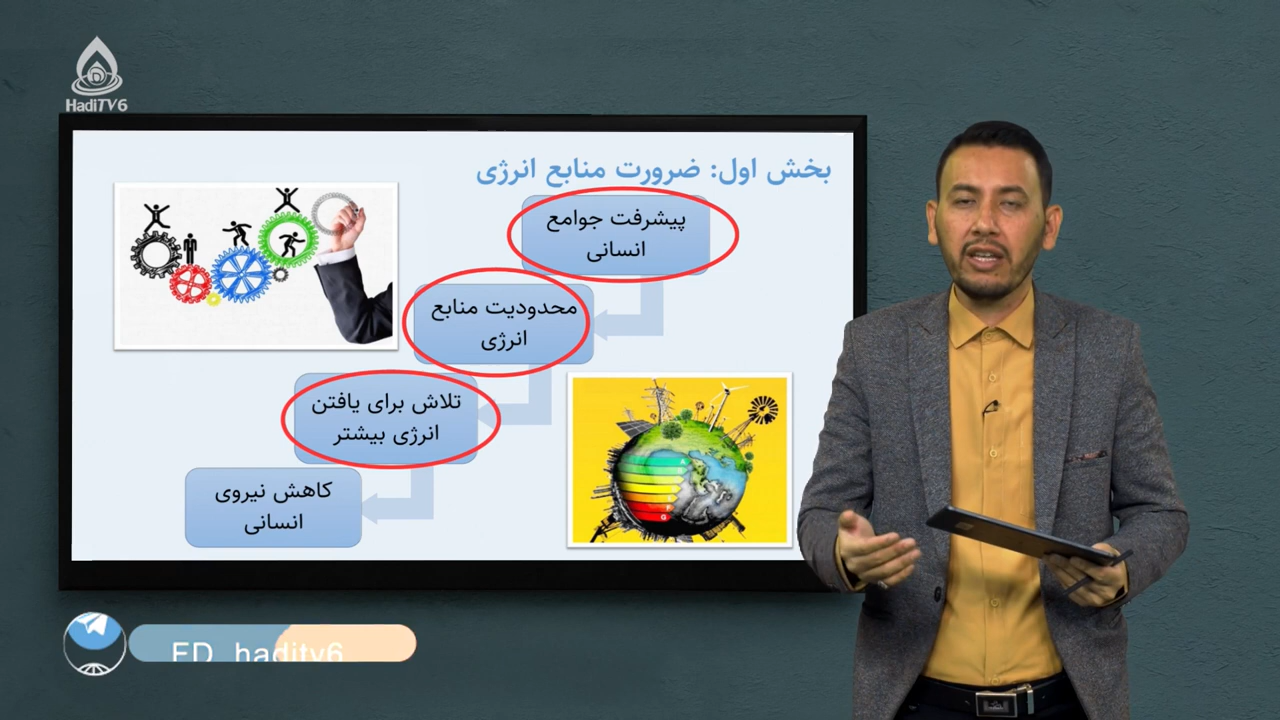 HadiTV6
بخش اول: ضرورت منابع انرژی
پیشرفت جوامع
انسانی
محدودیت منابع
انرژی
تلاش برای یافتن
انرژی بیشتر
کاهش نیروی
انسانی
A
G
ED_haditv6